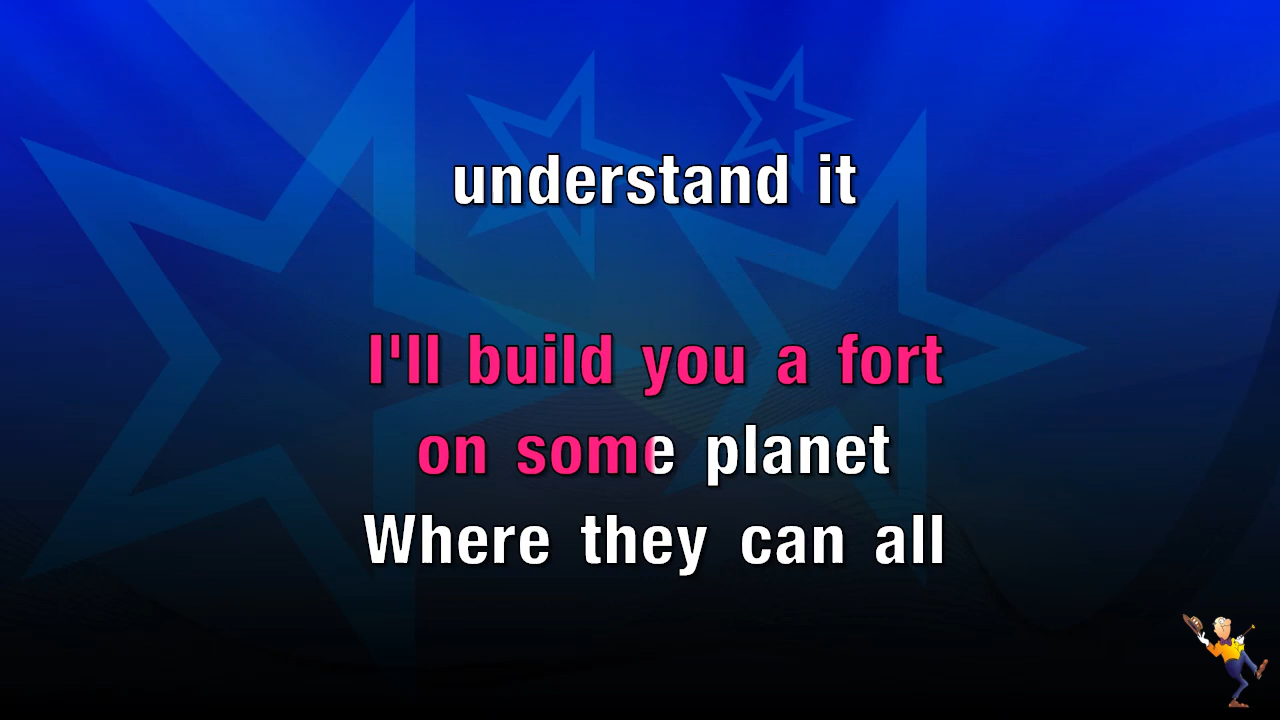 understand it
I'll build you a fort
on some planet
Where they can all